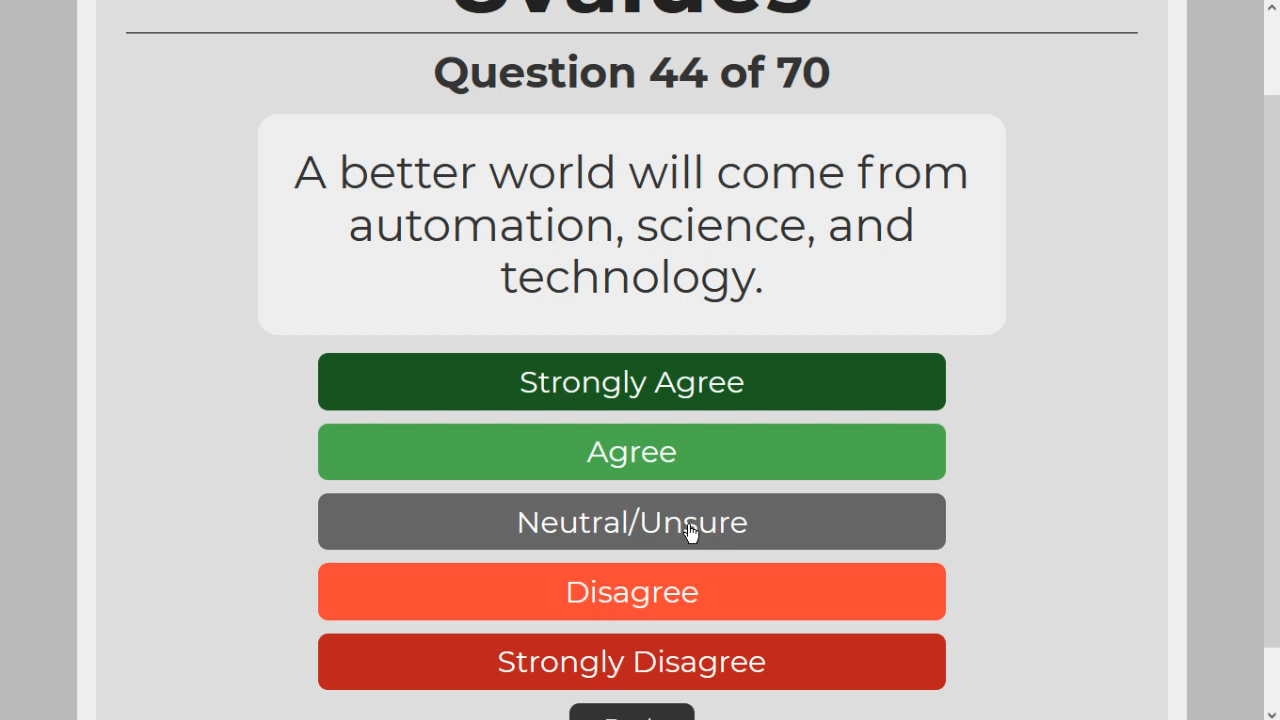 Question 44 of 70
A better world will come from
automation, science, and
technology.
Strongly Agree
Agree
Neutral/Unsure
Disagree
Strongly Disagree